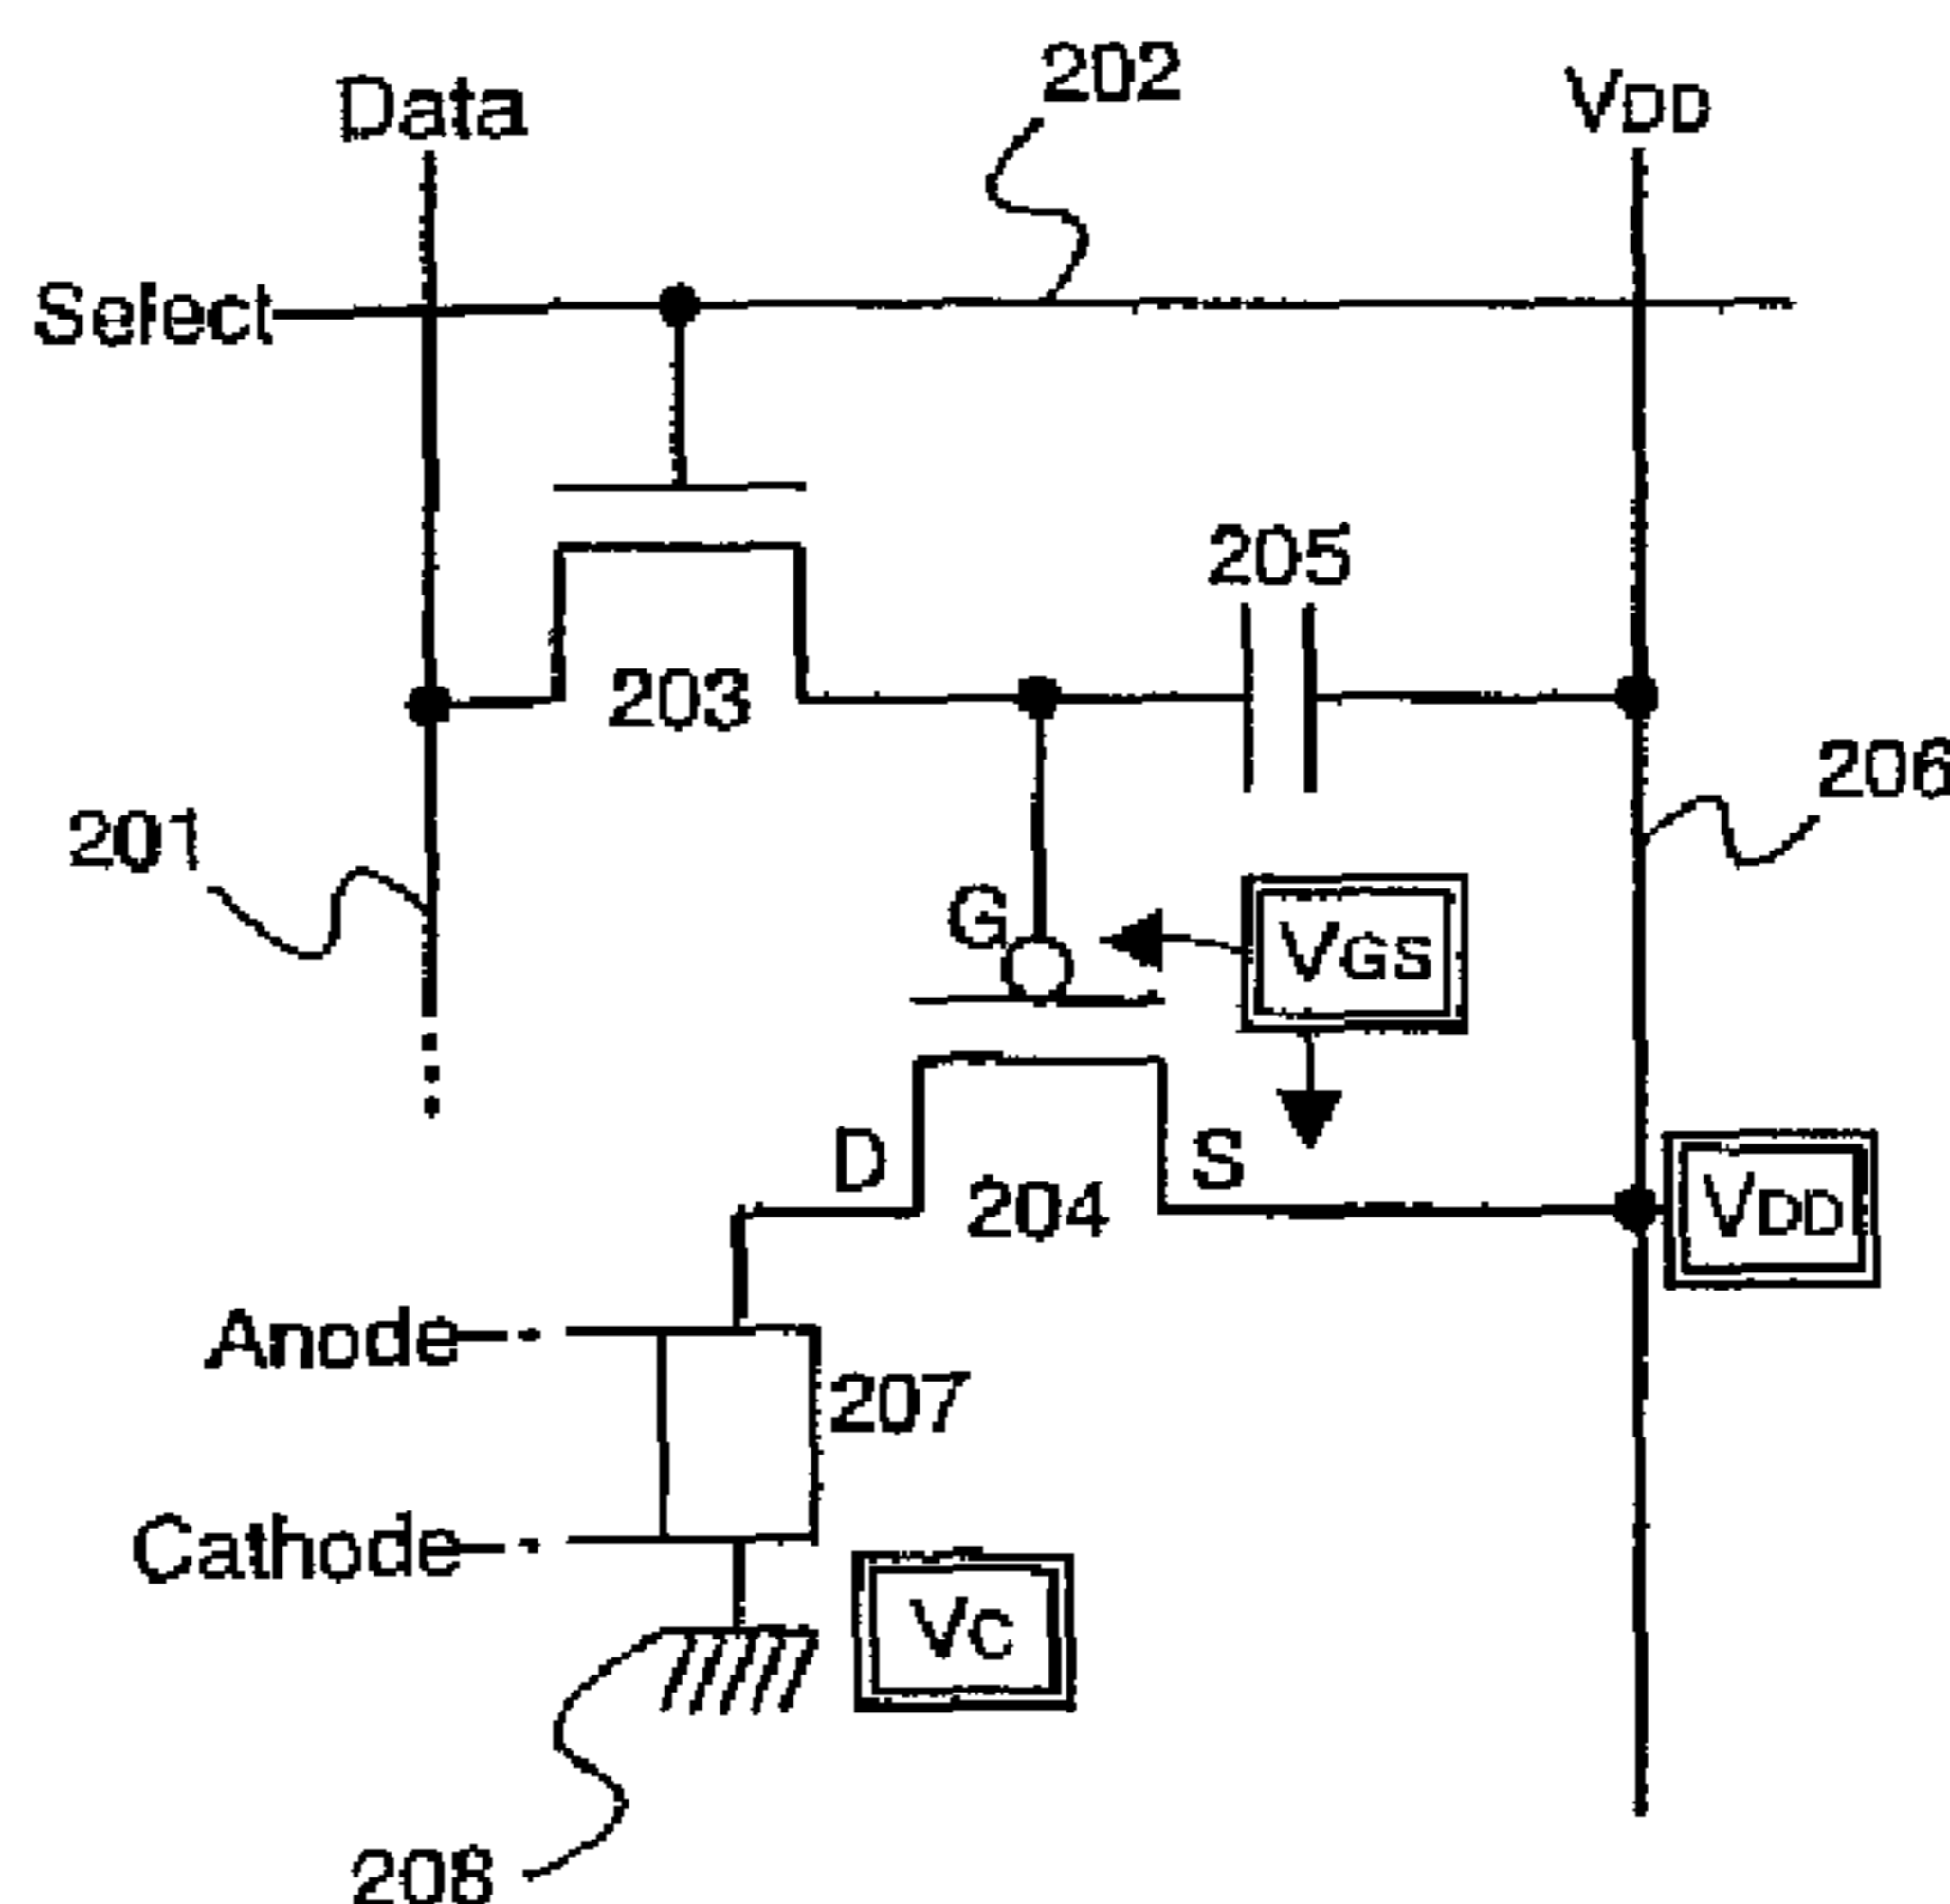 202
Data
VDD
Select
205
203
206
201
G
VGS
D
S
204
VDD
Anode
207
Cathode
VC
208